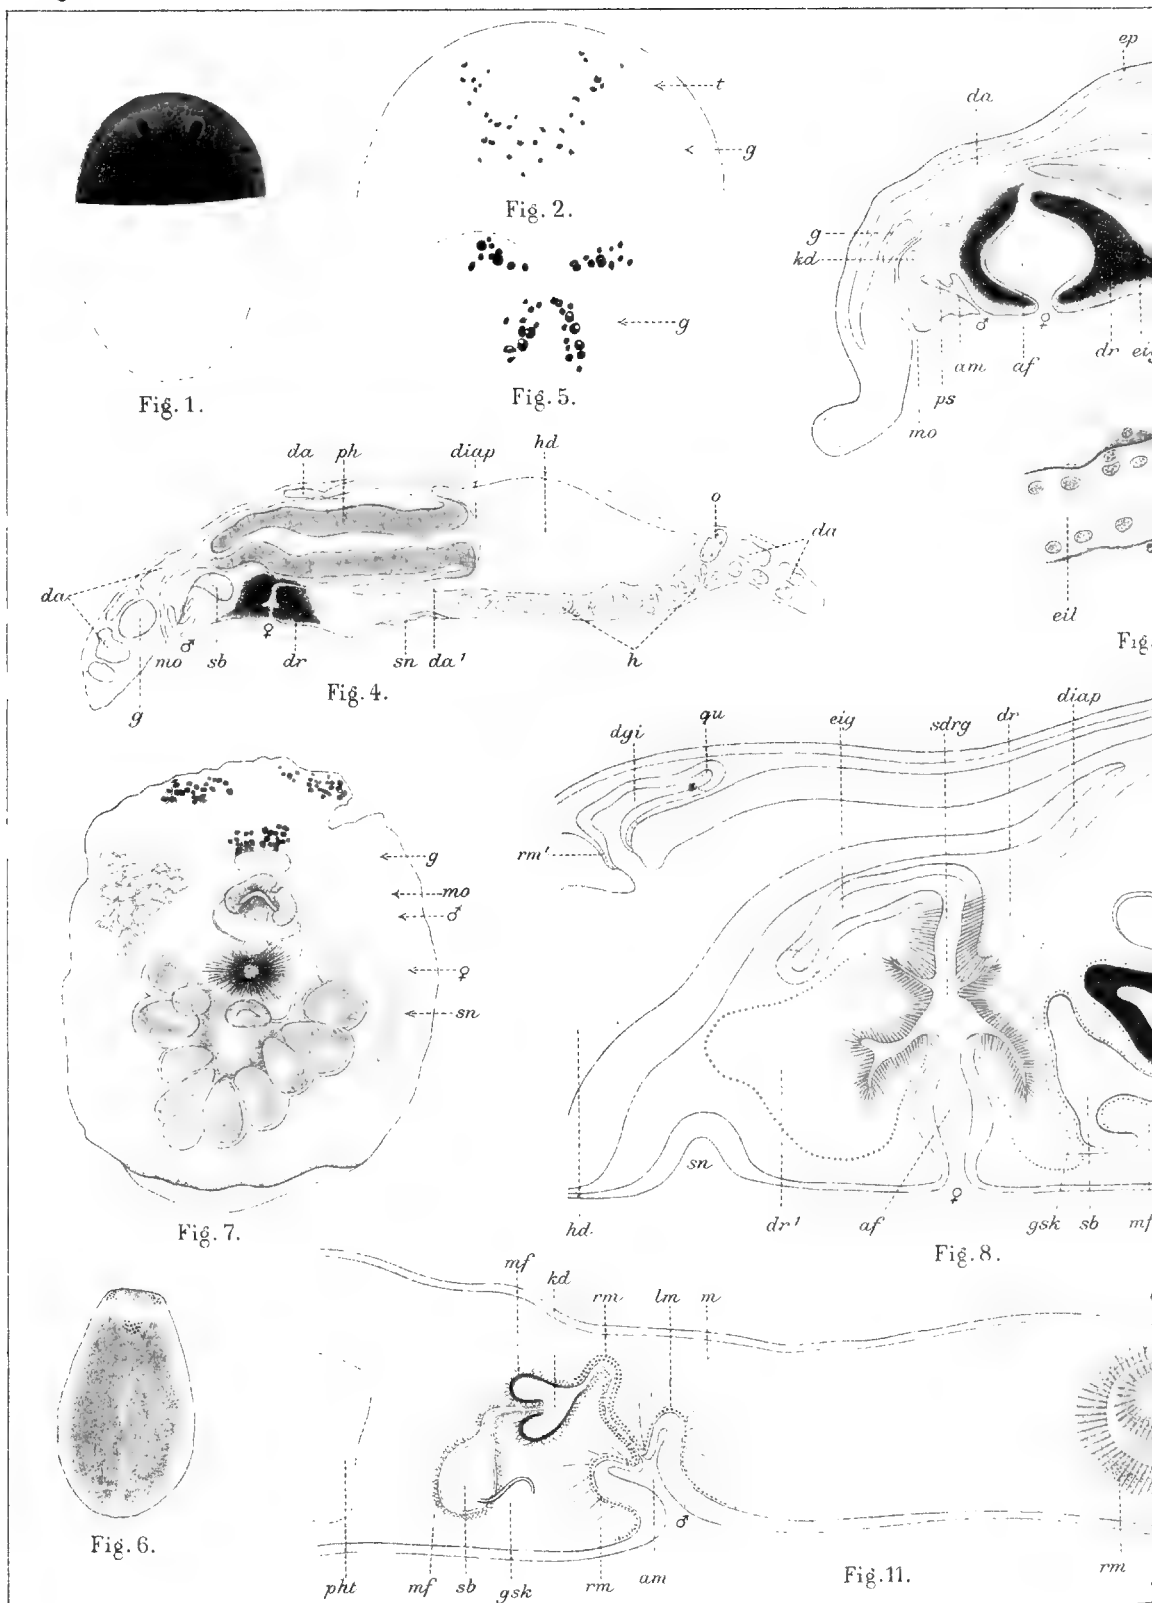 Fig. 1.
t
g
Fig. 2.
g
Fig. 5.
ep
da
g
kd
♂
♀
am
af
dr
eig
ps
mo
da
ph
diap
hd
o
da
da
mo
♂
sb
♀
dr
sn
da¹
h
g
Fig. 4.
eil
Fig.
g
mo
♂
♀
sn
Fig. 7.
dgi
qu
eig
sdrg
dr
diap
rm'
sn
hd.
dr¹
af
♀
gsk
sb
mf
Fig. 8.
Fig. 6.
mf
kd
rm
lm
m
♂
pht
mf
sb
gsk
rm
am
rm
Fig. 11.